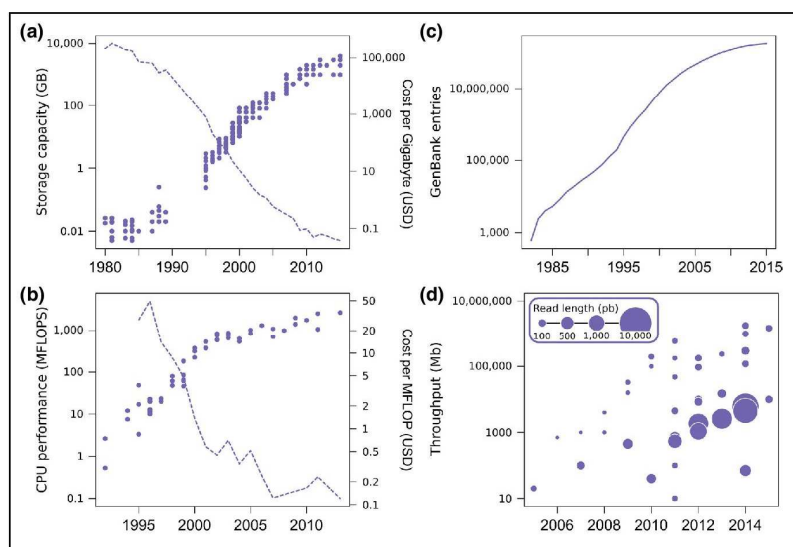 (a)
Storage capacity (GB)
10,000
100
1
0.01
Cost per Gigabyte (USD)
100,000
1,000
10
0.1
1980 1990 2000 2010
(c)
GenBank entries
10,000,000
100,000
1,000
1985 1995 2005 2015
(b)
CPU performance (MFLOPS)
1,000
100
10
1
0.1
Cost per MFLOP (USD)
50
20
10
5
2
1
0.5
0.2
0.1
1995 2000 2005 2010
(d)
Throughput (Mb)
10,000,000
100,000
1000
10
Read length (pb)
100 500 1,000 10,000
2006 2008 2010 2012 2014